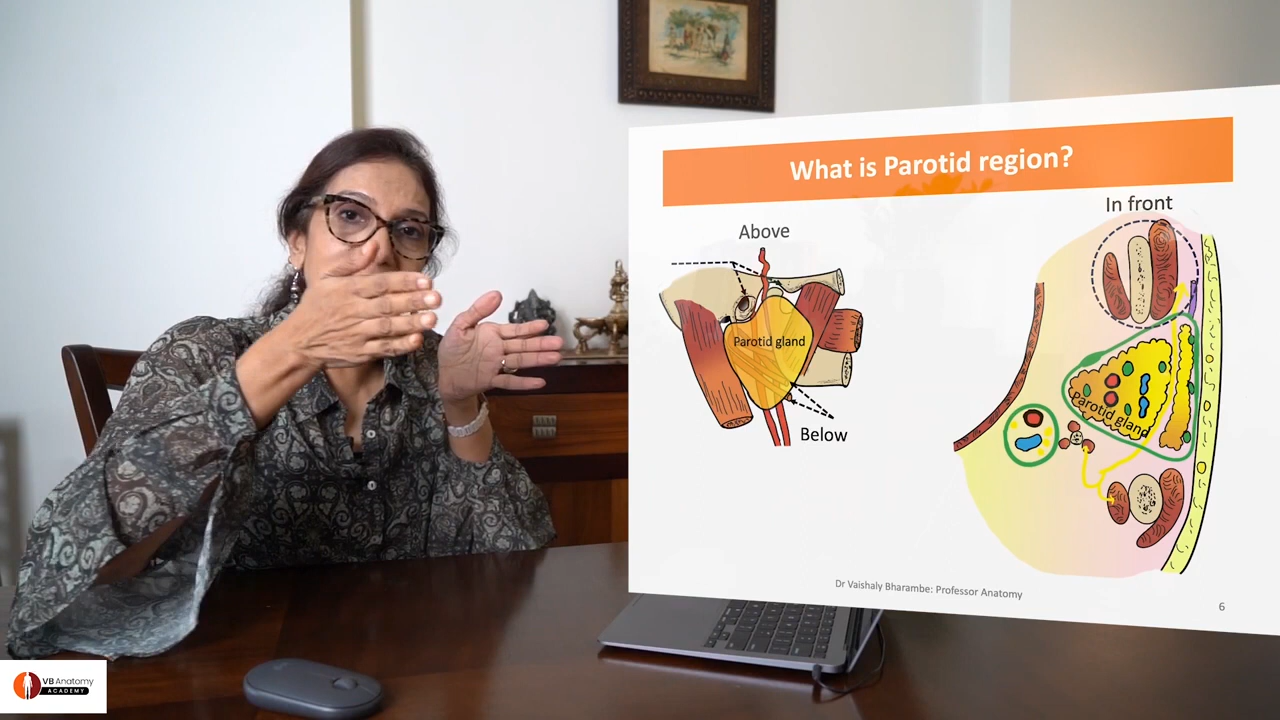 What is Parotid region?
Above
In front
Parotid gland
Parotid gland
Below
Dr Vaishaly Bharambe: Professor Anatomy
6
VB Anatomy
ACADEMY